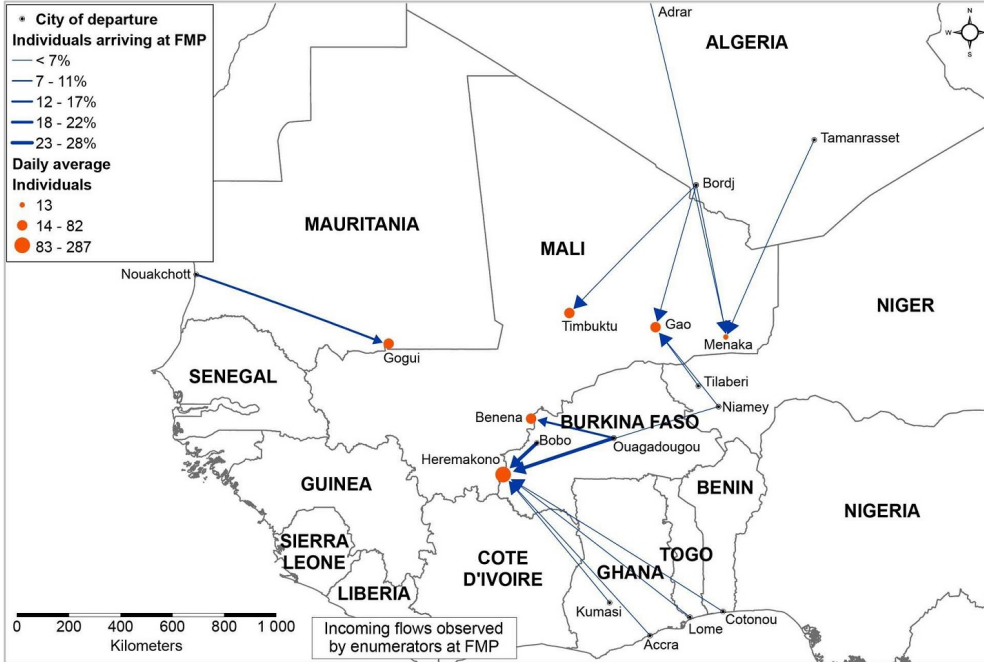 City of departure
Individuals arriving at FMP
< 7%
7 - 11%
12 - 17%
18 - 22%
23 - 28%
Daily average
Individuals
13
14 - 82
83 - 287
Adrar
ALGERIA
N
W
S
Tamanrasset
Bordj
MAURITANIA
MALI
Nouakchott
NIGER
Timbuktu
Gao
Menaka
Gogui
SENEGAL
Tilaberi
Niamey
Benena
BURKINA FASO
Bobo
Ouagadougou
Heremakono
GUINEA
BENIN
NIGERIA
SIERRA
LEONE
COTE
D'IVOIRE
TOGO
GHANA
LIBERIA
Kumasi
Lome
Cotonou
Accra
0 200 400 600 800 1 000
Kilometers
Incoming flows observed
by enumerators at FMP